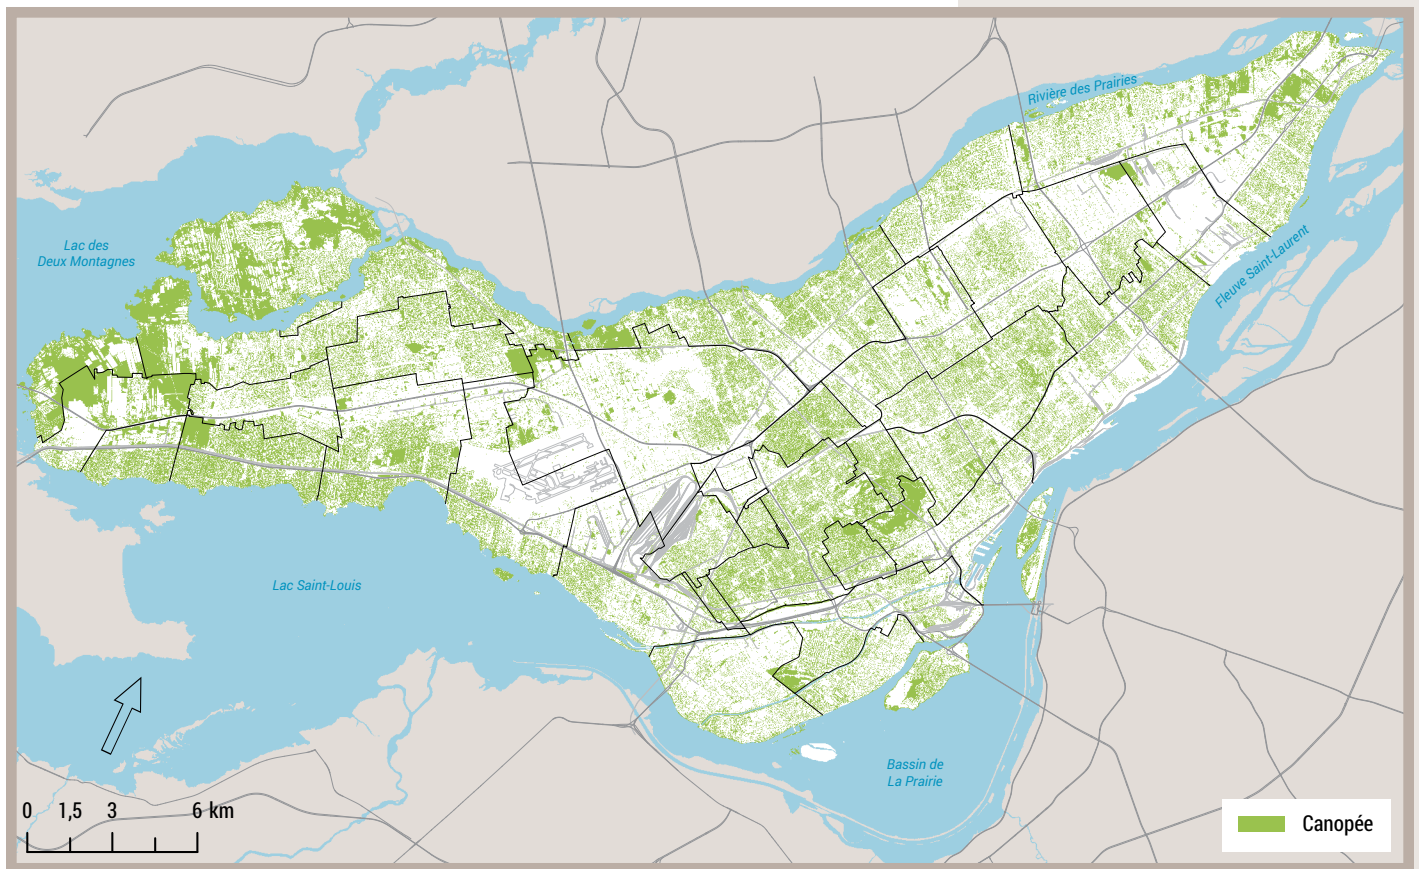 Rivière des Prairies
Lac des
Deux Montagnes
Fleuve Saint-Laurent
Lac Saint-Louis
Bassin de
La Prairie
0 1,5 3 6 km
Canopée